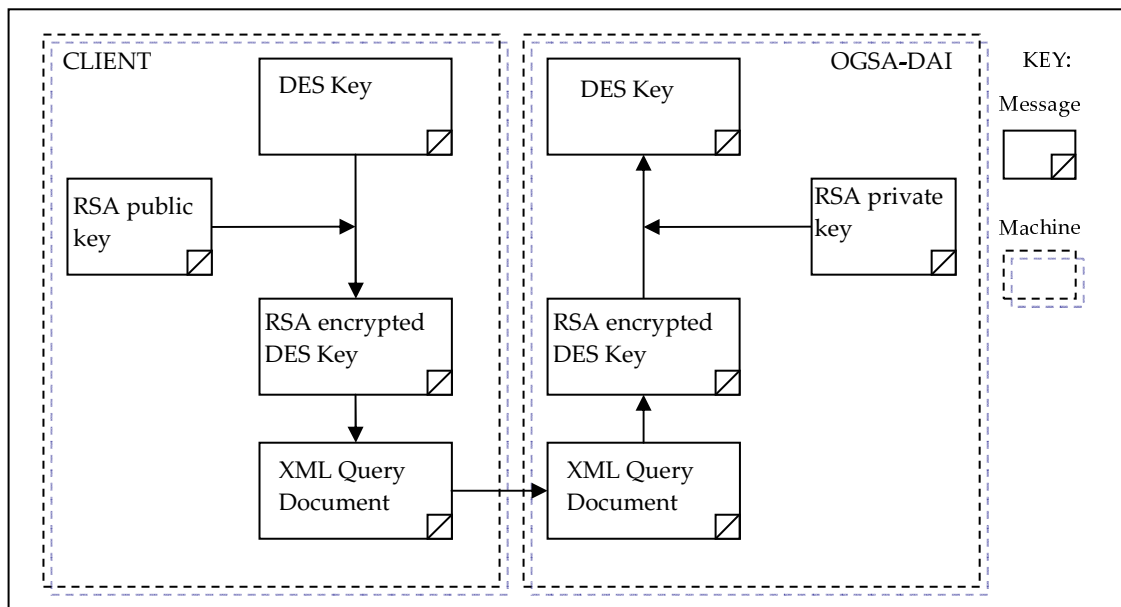 CLIENT
DES Key
RSA public
key
RSA encrypted
DES Key
XML Query
Document
OGSA-DAI
DES Key
RSA private
key
RSA encrypted
DES Key
XML Query
Document
KEY:
Message
Machine